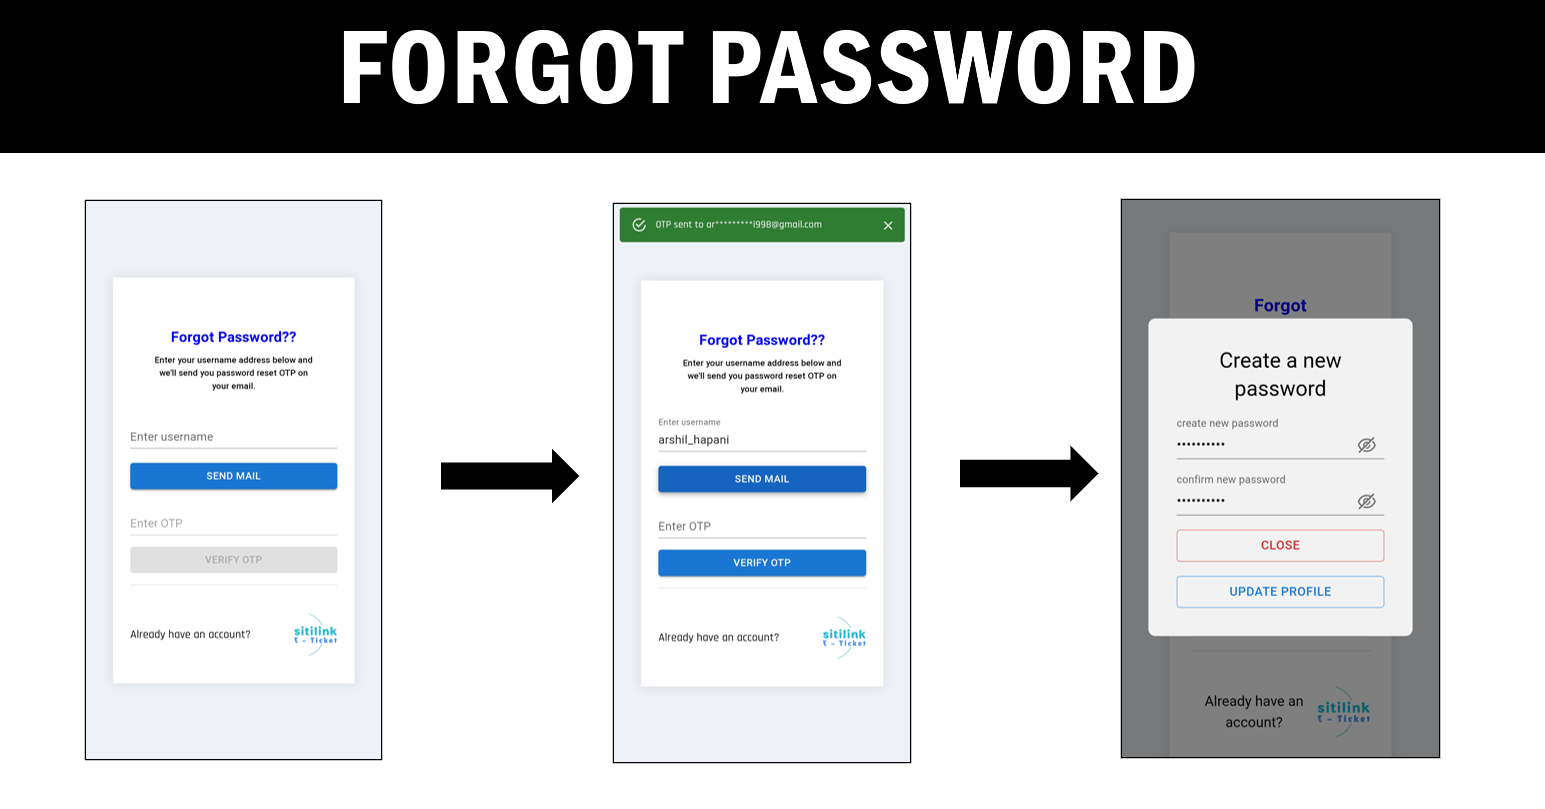 FORGOT PASSWORD
Forgot Password??
Enter your username address below and
we'll send you password reset OTP on
your email.
Enter username
SEND MAIL
Enter OTP
VERIFY OTP
Already have an account?
sitilink
E - Ticket
OTP sent to ar*********i998@gmail.com
Forgot Password??
Enter your username address below and
we'll send you password reset OTP on
your email.
Enter username
arshil_hapani
SEND MAIL
Enter OTP
VERIFY OTP
Already have an account?
sitilink
E - Ticket
Forgot
Create a new
password
create new password
••••••••••
confirm new password
••••••••••
CLOSE
UPDATE PROFILE
Already have an
account?
sitilink
E - Ticket